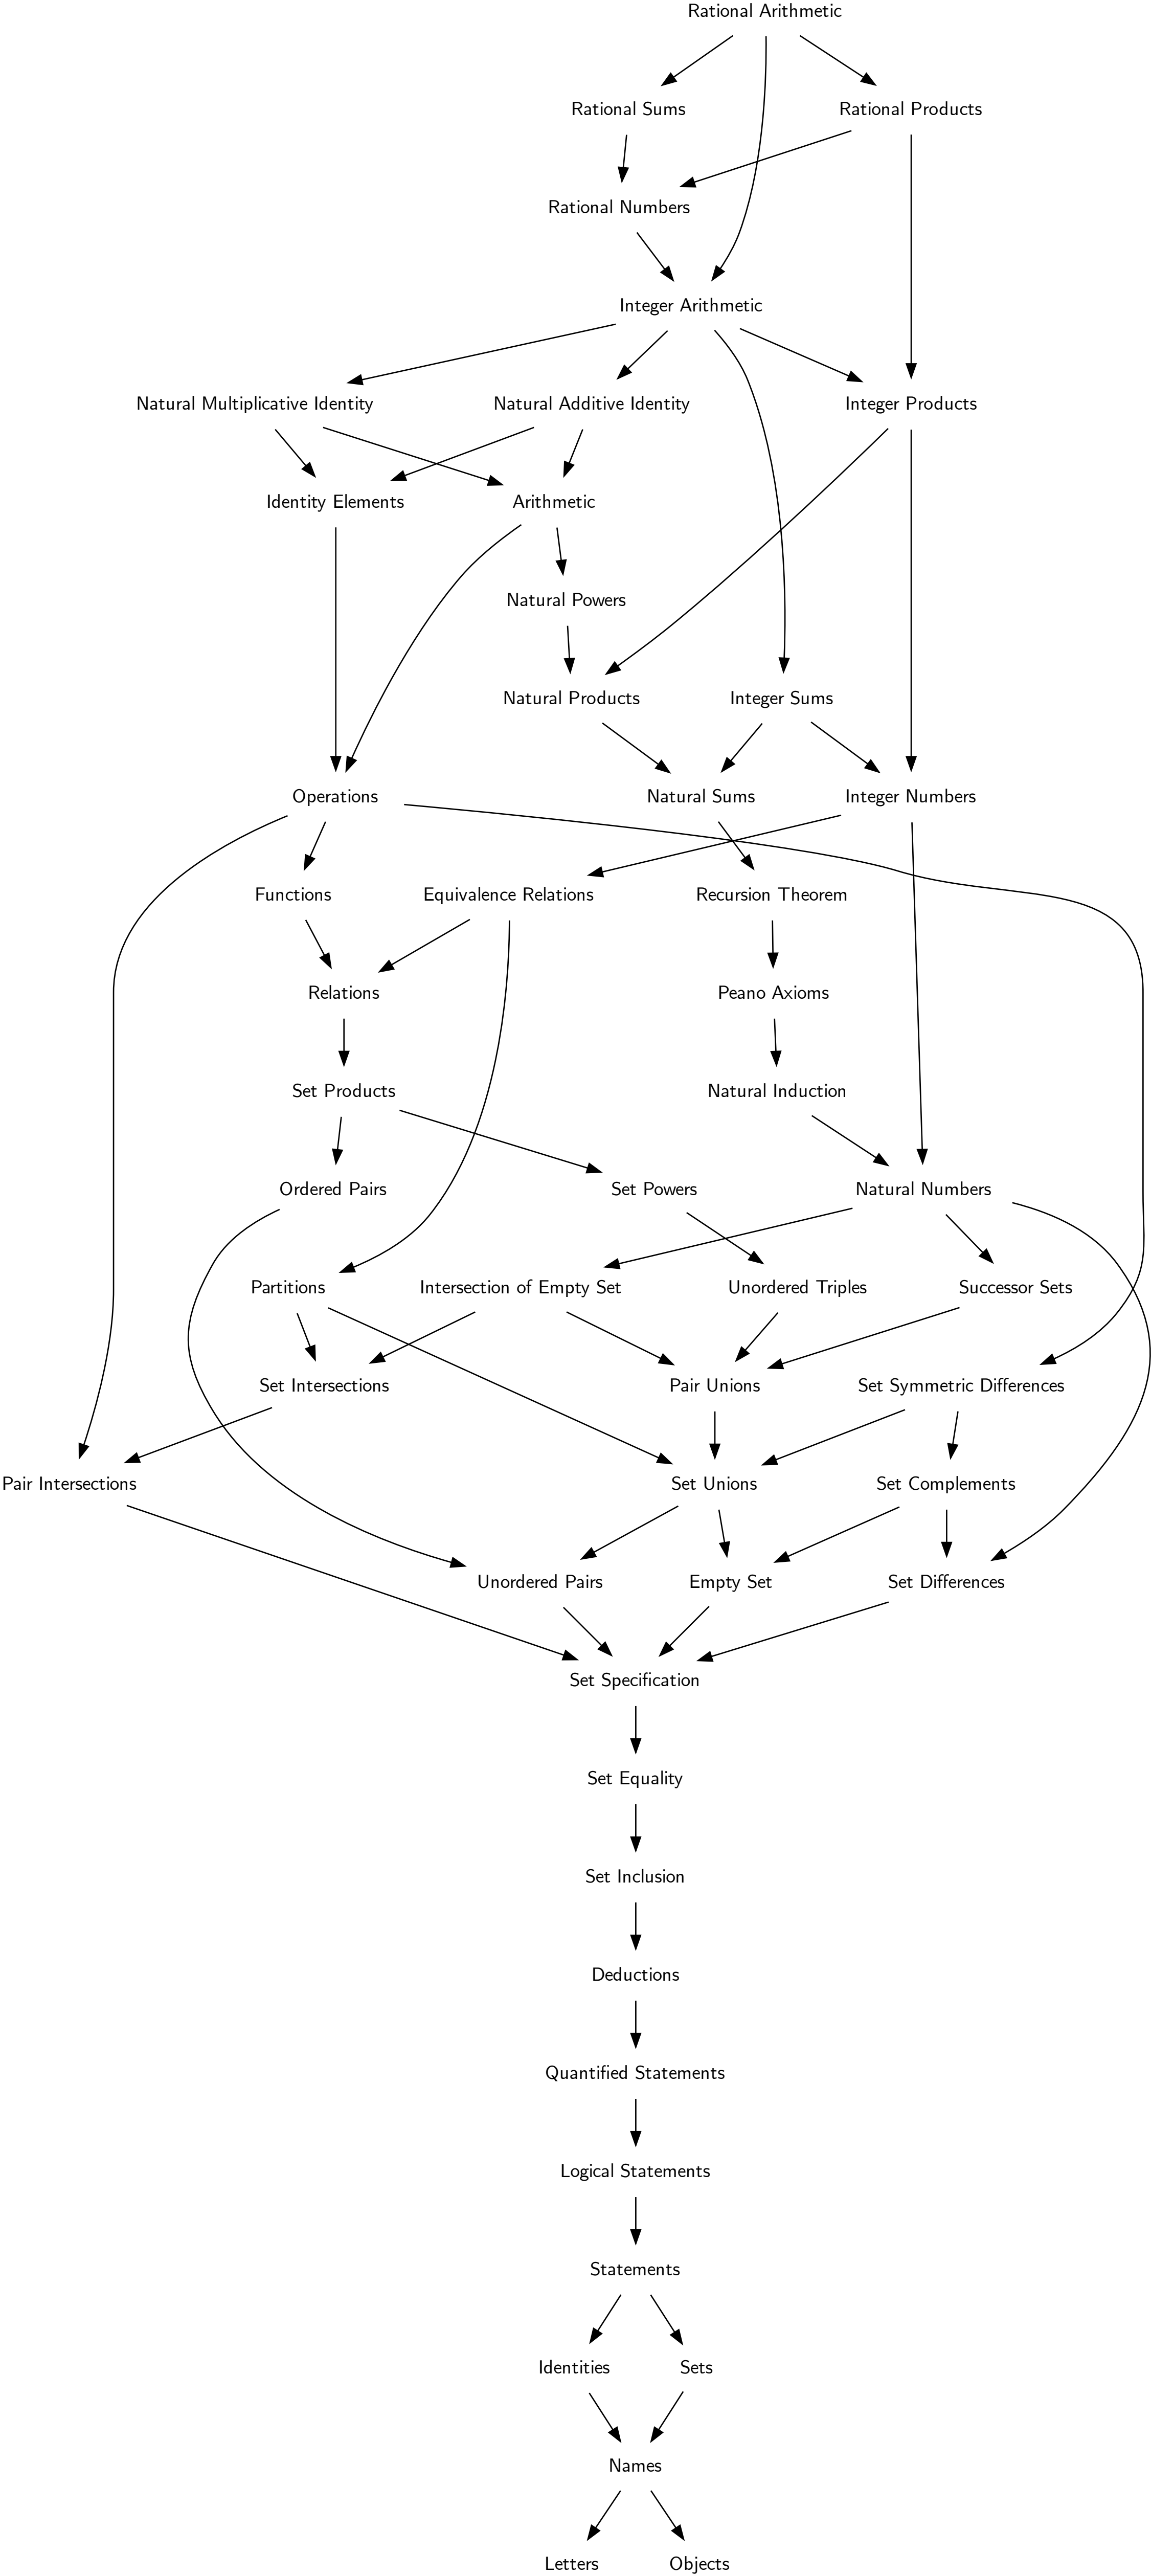 Rational Arithmetic
Rational Sums
Rational Products
Rational Numbers
Integer Arithmetic
Natural Multiplicative Identity
Natural Additive Identity
Integer Products
Identity Elements
Arithmetic
Natural Powers
Natural Products
Integer Sums
Operations
Natural Sums
Integer Numbers
Functions
Equivalence Relations
Recursion Theorem
Relations
Peano Axioms
Set Products
Natural Induction
Ordered Pairs
Set Powers
Natural Numbers
Partitions
Intersection of Empty Set
Unordered Triples
Successor Sets
Set Intersections
Pair Unions
Set Symmetric Differences
Pair Intersections
Set Unions
Set Complements
Unordered Pairs
Empty Set
Set Differences
Set Specification
Set Equality
Set Inclusion
Deductions
Quantified Statements
Logical Statements
Statements
Identities
Sets
Names
Letters
Objects